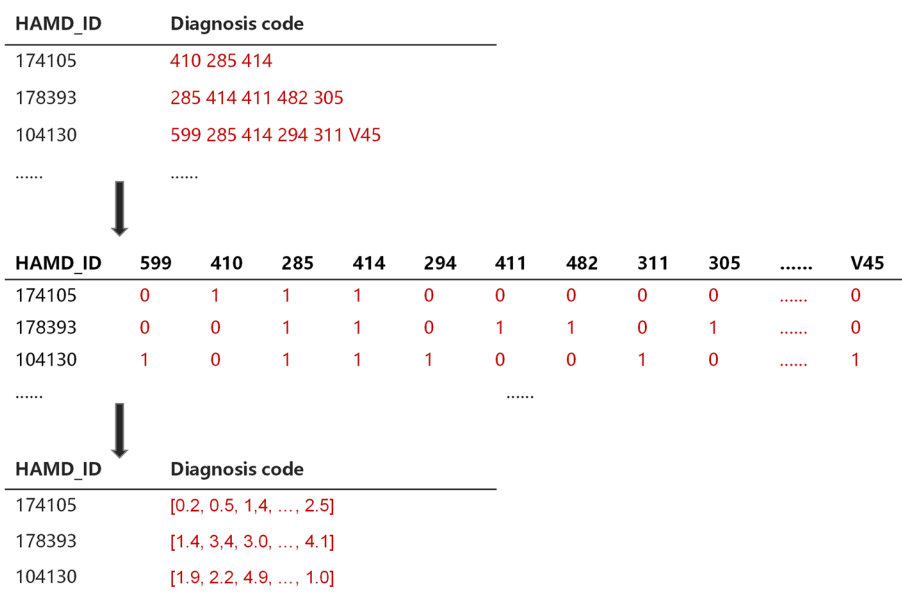 HAMD_ID Diagnosis code
174105 410 285 414
178393 285 414 411 482 305
104130 599 285 414 294 311 V45
...... ......
HAMD_ID 599 410 285 414 294 411 482 311 305 ...... V45
174105 0 1 1 1 0 0 0 0 0 ...... 0
178393 0 0 1 1 0 1 1 0 1 ...... 0
104130 1 0 1 1 1 0 0 1 0 ...... 1
...... ......
HAMD_ID Diagnosis code
174105 [0.2, 0.5, 1,4, ..., 2.5]
178393 [1.4, 3,4, 3.0, ..., 4.1]
104130 [1.9, 2.2, 4.9, ..., 1.0]